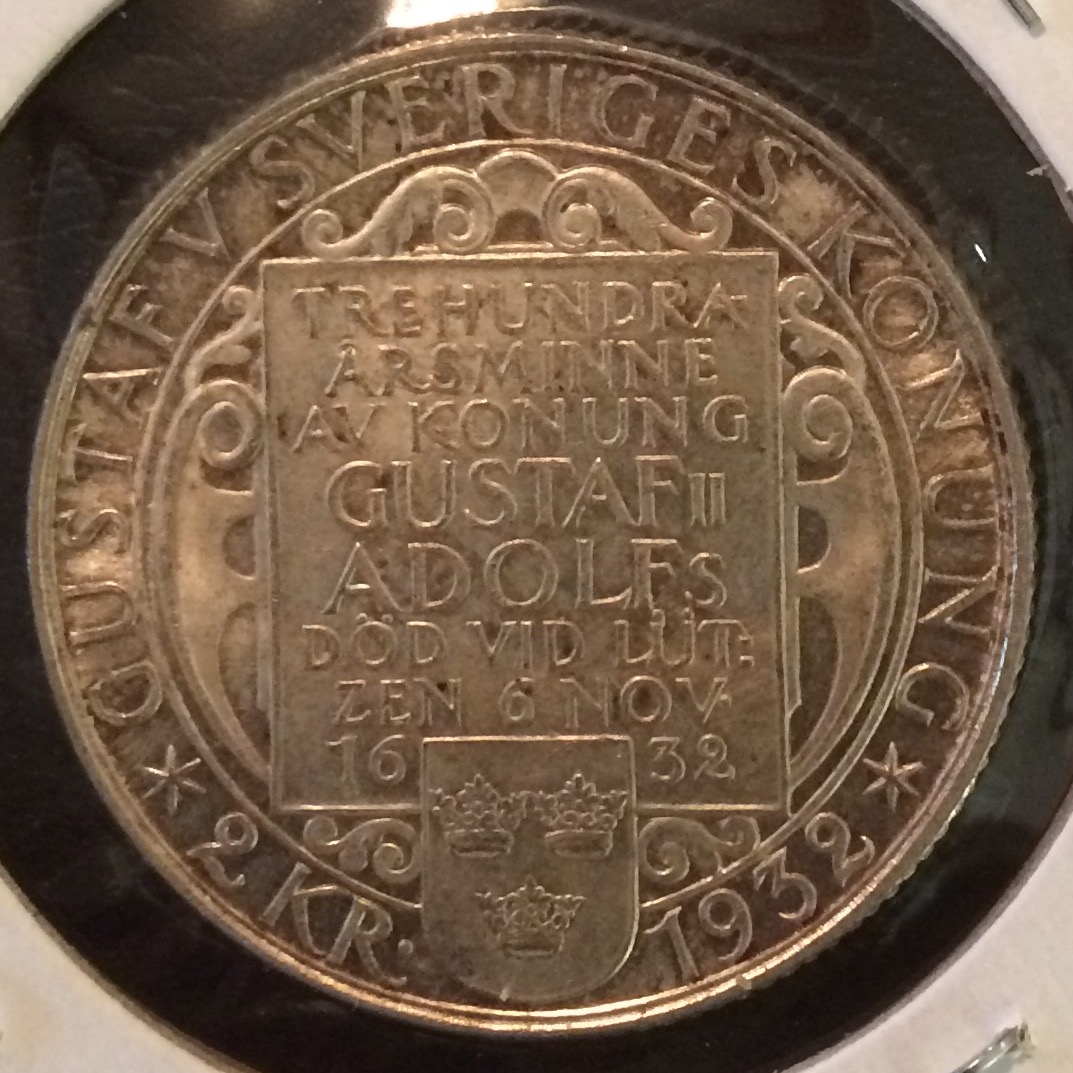 GUSTAF V SVERIGES KONUNG
TREHUNDRA-
ÅRSMINNE
AV KONUNG
GUSTAF II
ADOLFS
DÖD VID LÜT-
ZEN 6 NOV.
16 32
* 2 KR. 1932 *